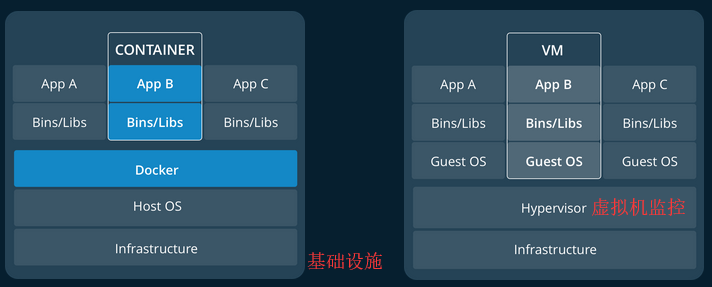 CONTAINER
App A App B App C
Bins/Libs Bins/Libs Bins/Libs
Docker
Host OS
Infrastructure
基础设施
VM
App A App B App C
Bins/Libs Bins/Libs Bins/Libs
Guest OS Guest OS Guest OS
Hypervisor 虚拟机监控
Infrastructure